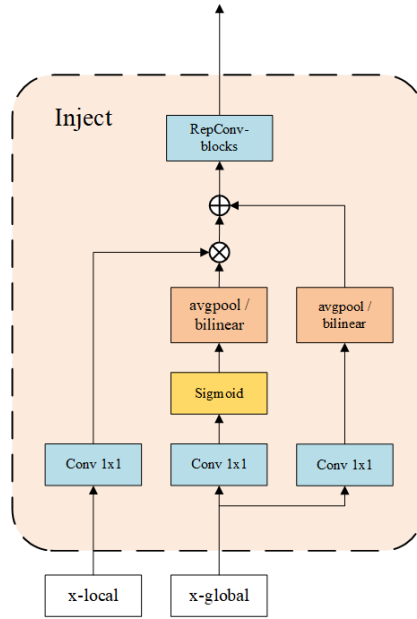 Inject
RepConv-
blocks
avgpool /
bilinear
avgpool /
bilinear
Sigmoid
Conv 1x1
Conv 1x1
Conv 1x1
x-local
x-global